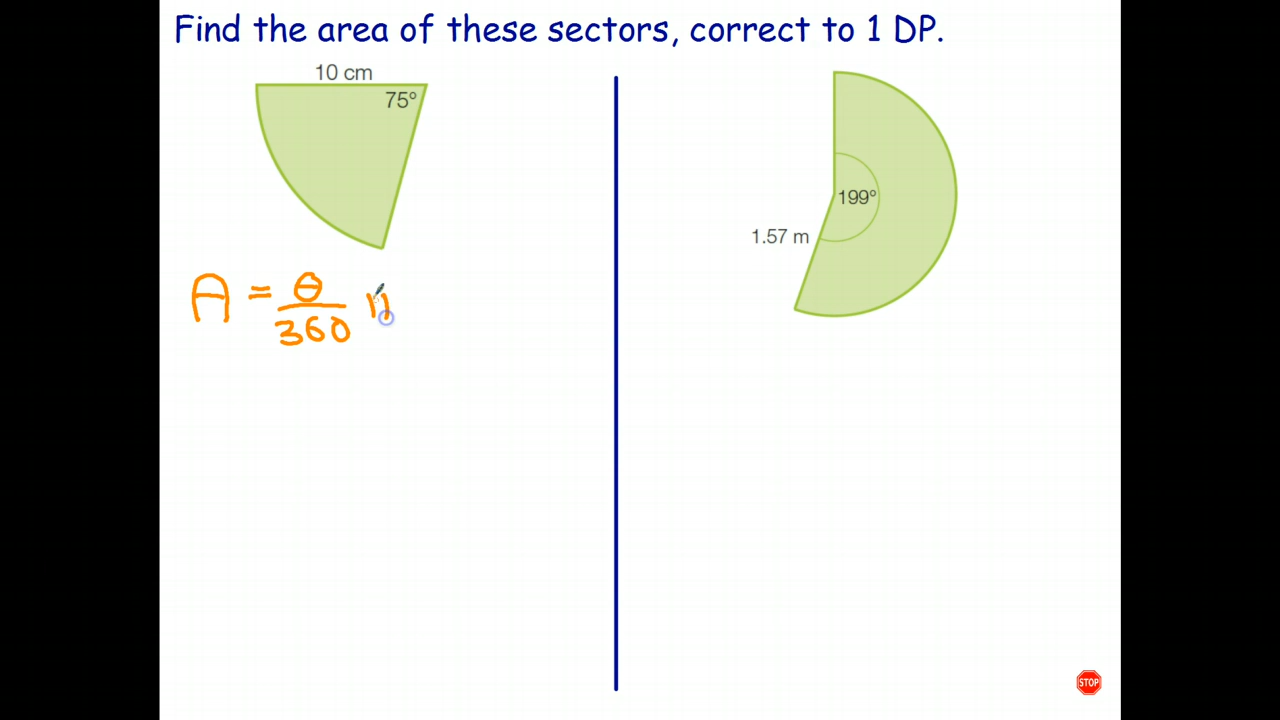 Find the area of these sectors, correct to 1 DP.
10 cm
75°
A = θ/360
199°
1.57 m
STOP